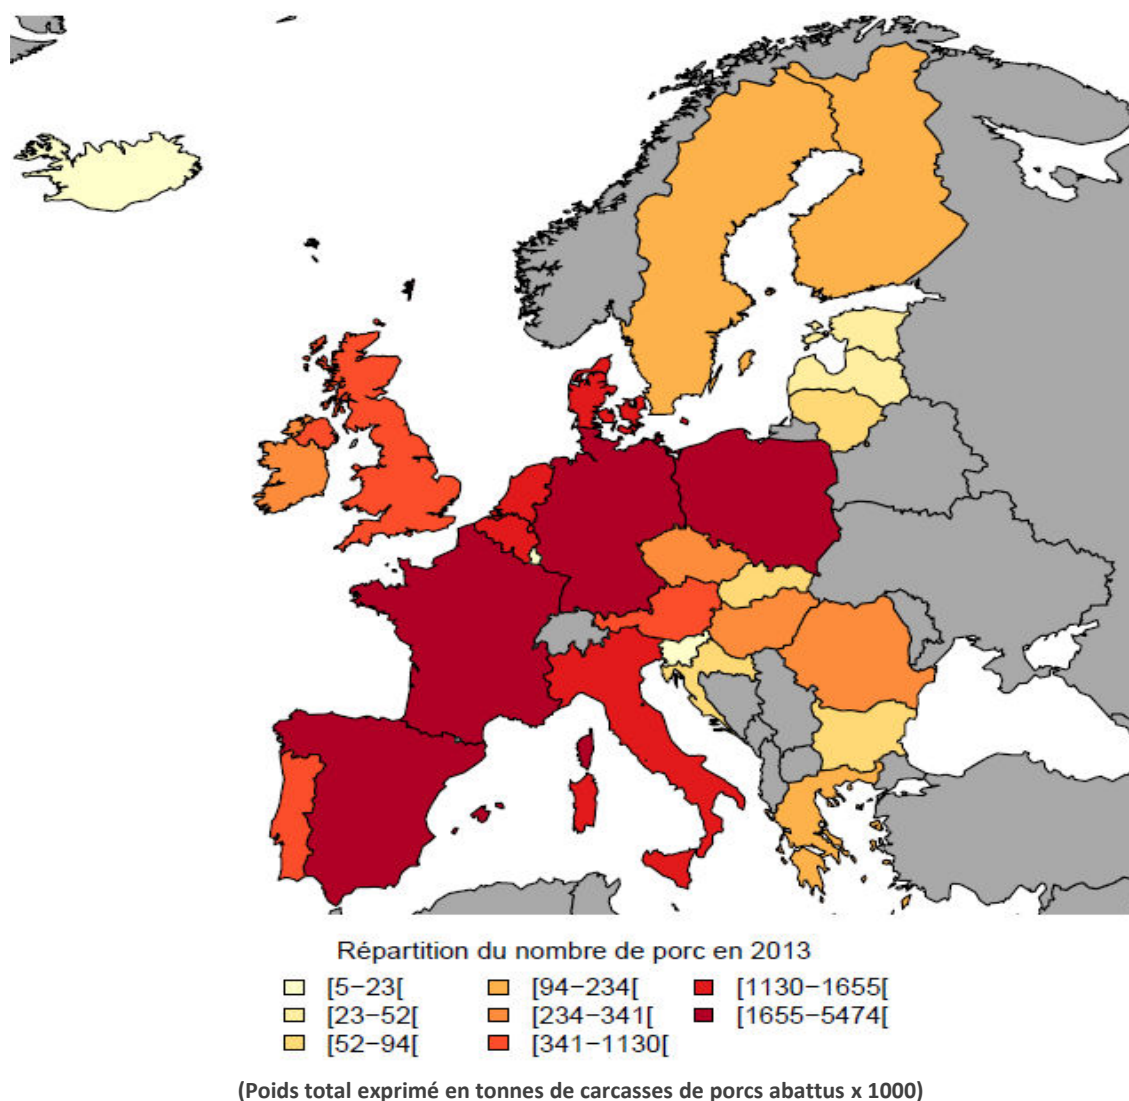 Répartition du nombre de porc en 2013
[5−23[ [94−234[ [1130−1655[
[23−52[ [234−341[ [1655−5474[
[52−94[ [341−1130[
(Poids total exprimé en tonnes de carcasses de porcs abattus x 1000)